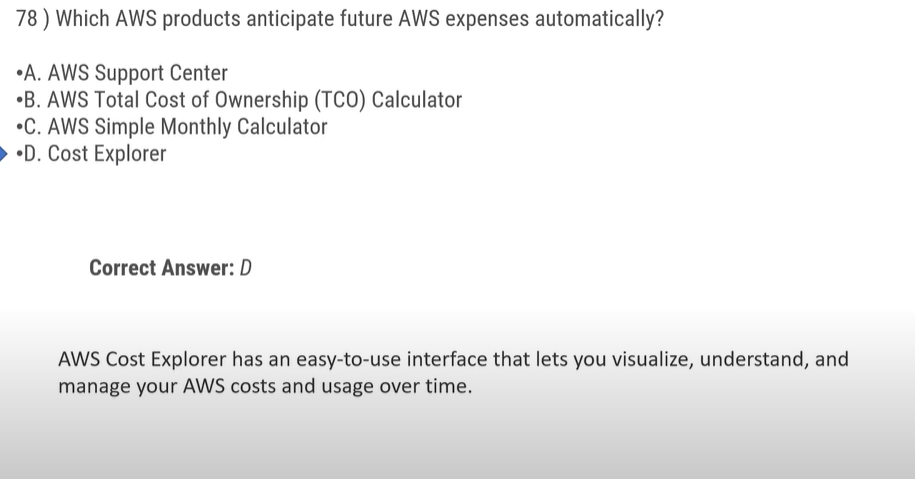 78 ) Which AWS products anticipate future AWS expenses automatically?
•A. AWS Support Center
•B. AWS Total Cost of Ownership (TCO) Calculator
•C. AWS Simple Monthly Calculator
•D. Cost Explorer
Correct Answer: D
AWS Cost Explorer has an easy-to-use interface that lets you visualize, understand, and
manage your AWS costs and usage over time.